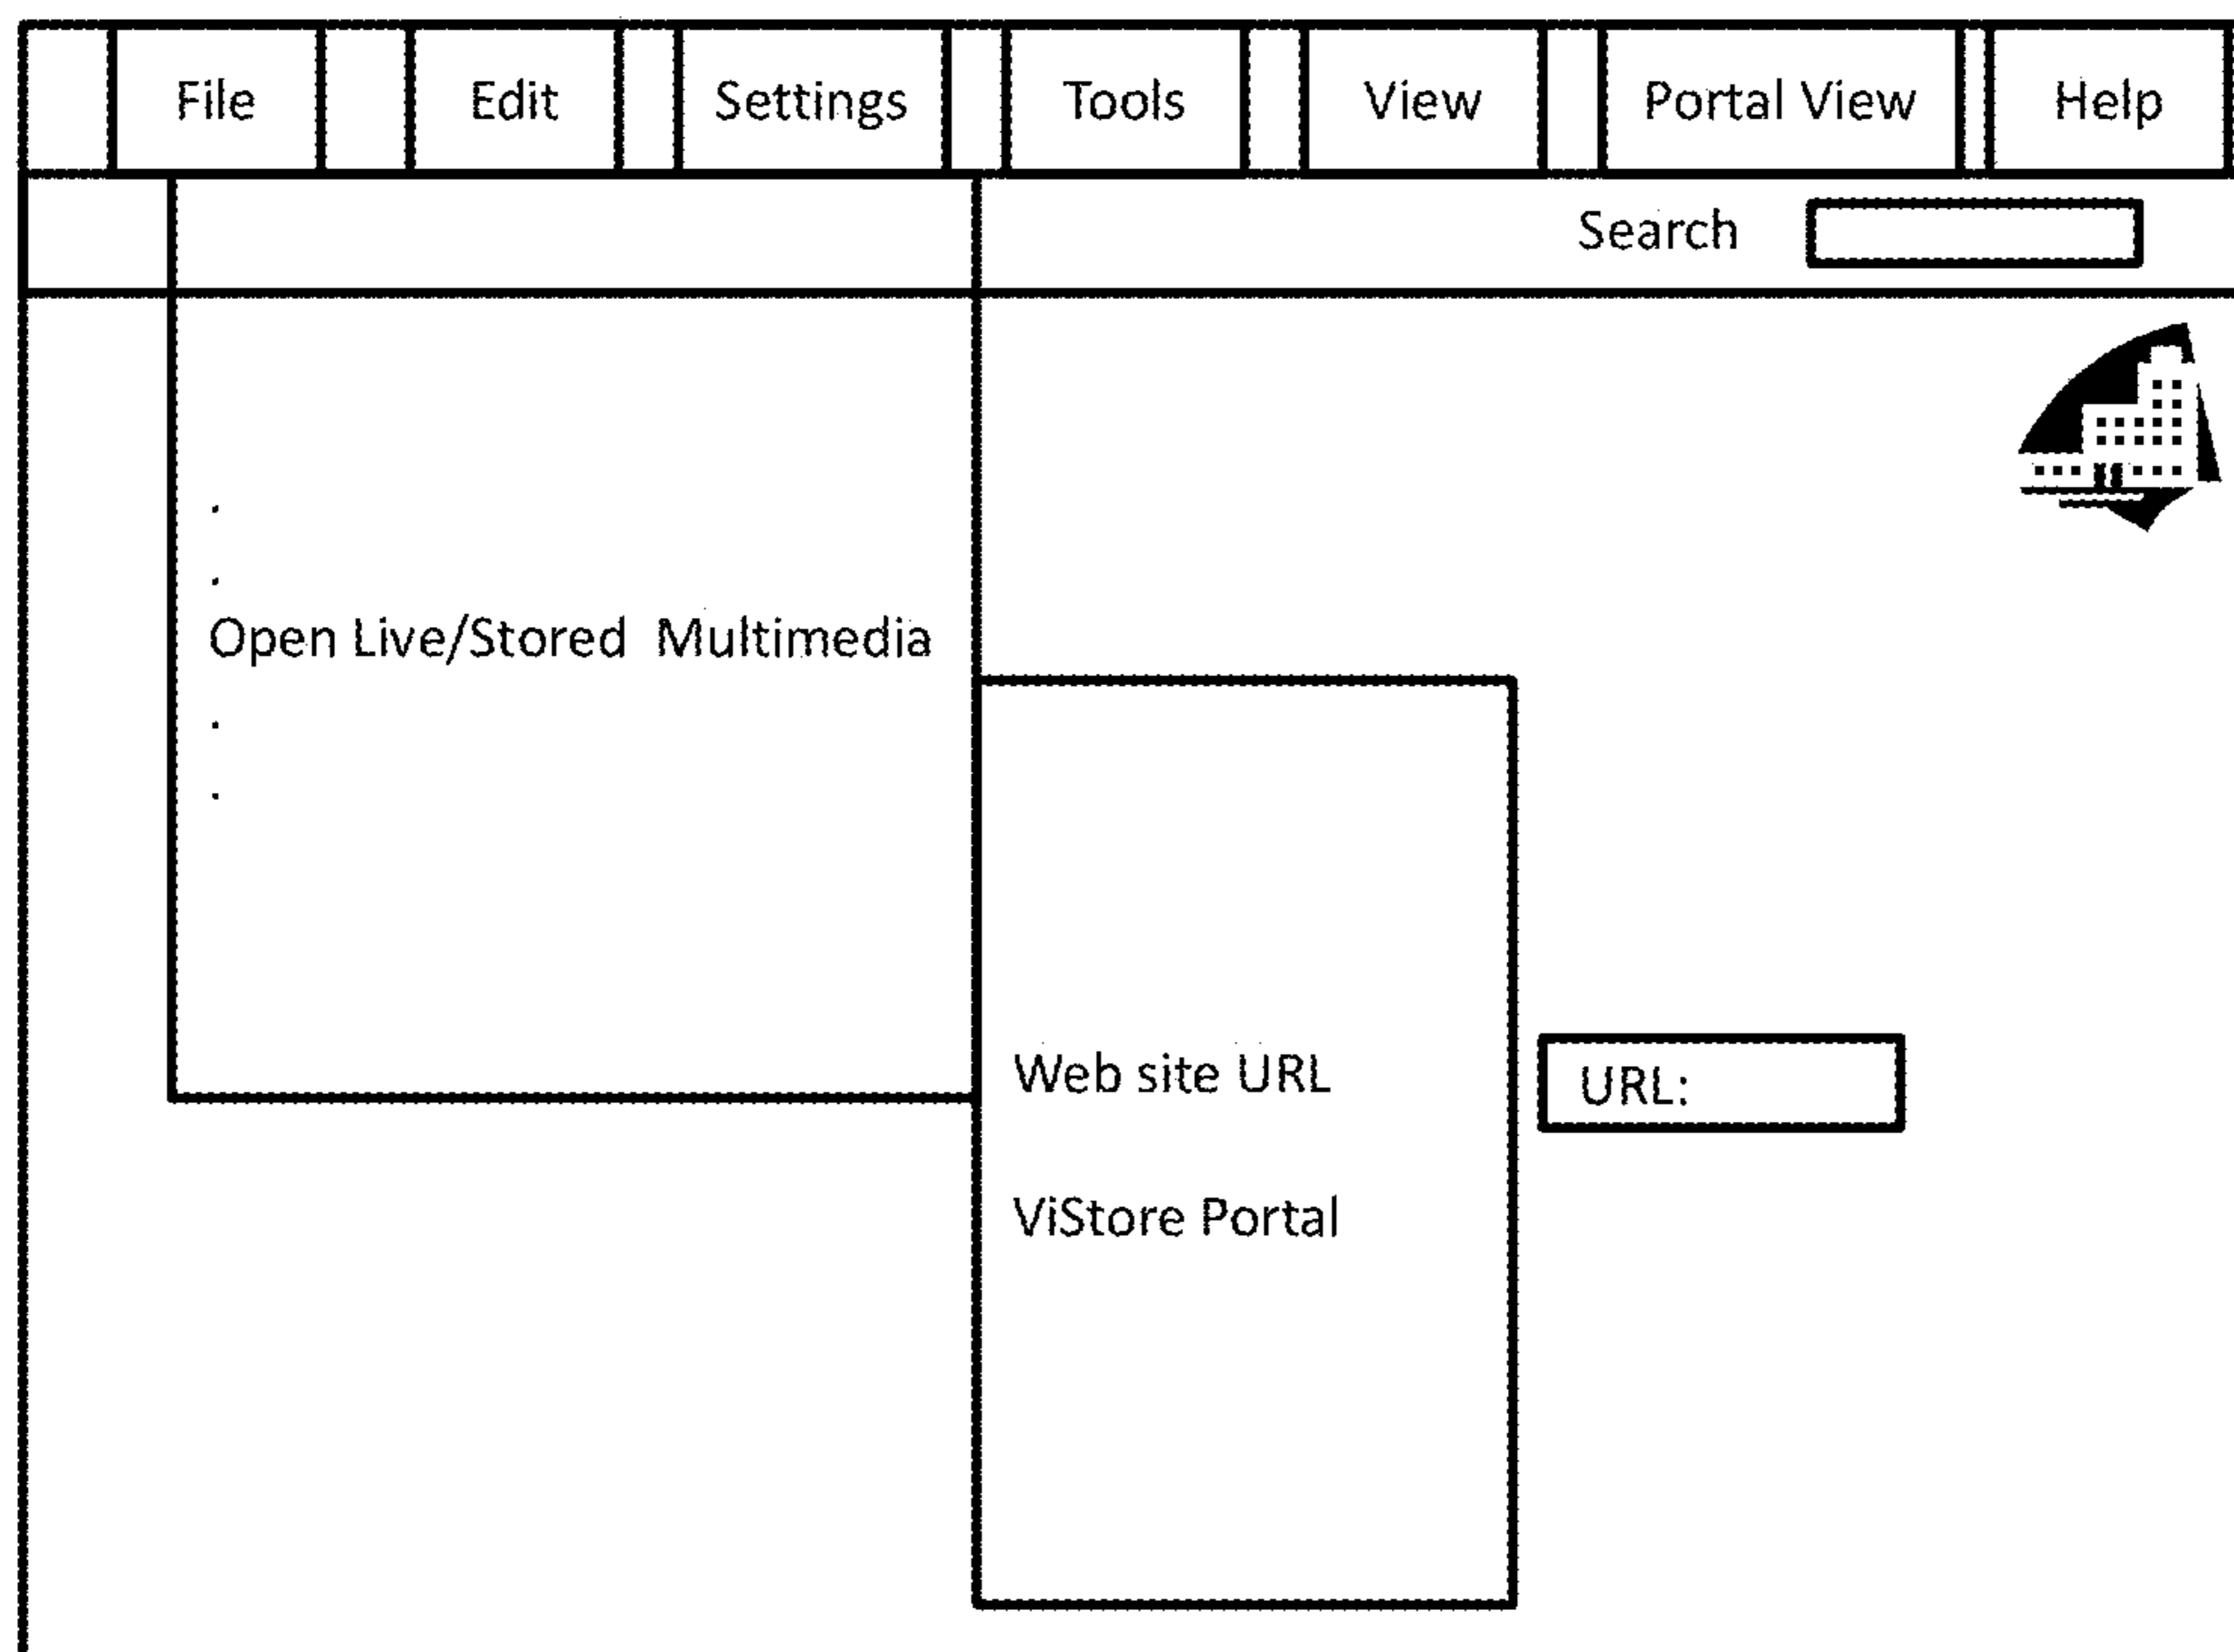 File Edit Settings Tools View Portal View Help
Search
.
.
Open Live/Stored Multimedia
.
.
Web site URL
URL:
ViStore Portal